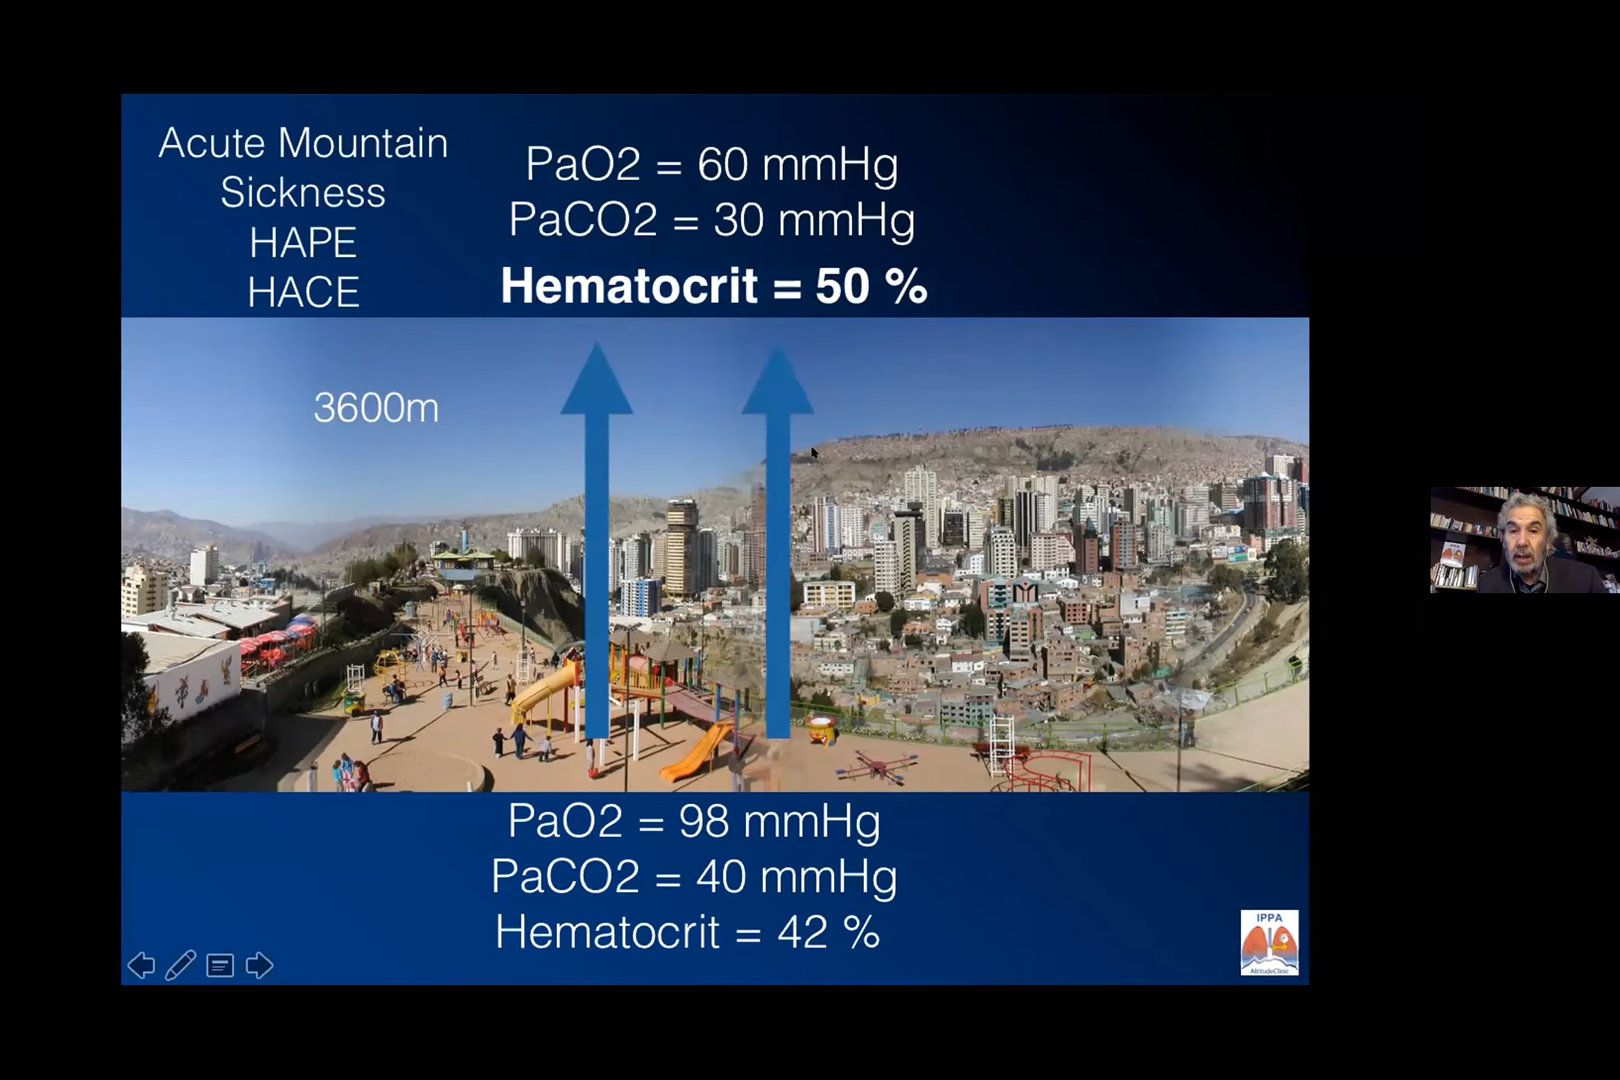 Acute Mountain
Sickness
HAPE
HACE
PaO2 = 60 mmHg
PaCO2 = 30 mmHg
Hematocrit = 50 %
3600m
PaO2 = 98 mmHg
PaCO2 = 40 mmHg
Hematocrit = 42 %
IPPA
AltitudeClinic